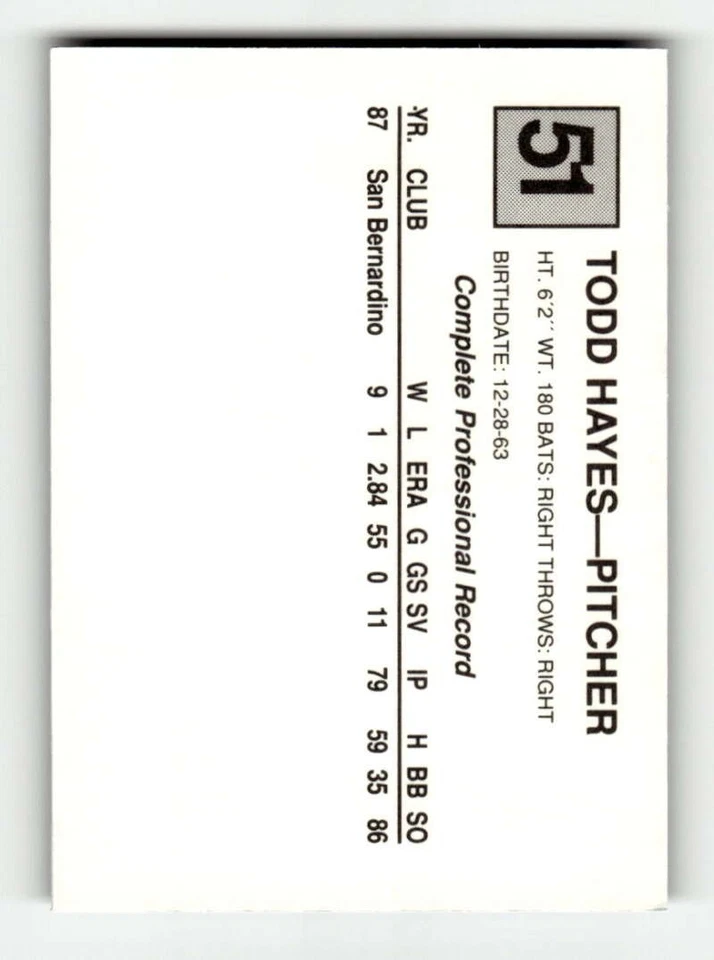 51
TODD HAYES—PITCHER
HT. 6'2" WT. 180 BATS: RIGHT THROWS: RIGHT
BIRTHDATE: 12-28-63
Complete Professional Record
YR. CLUB W L ERA G GS SV IP H BB SO
87 San Bernardino 9 1 2.84 55 0 11 79 59 35 86